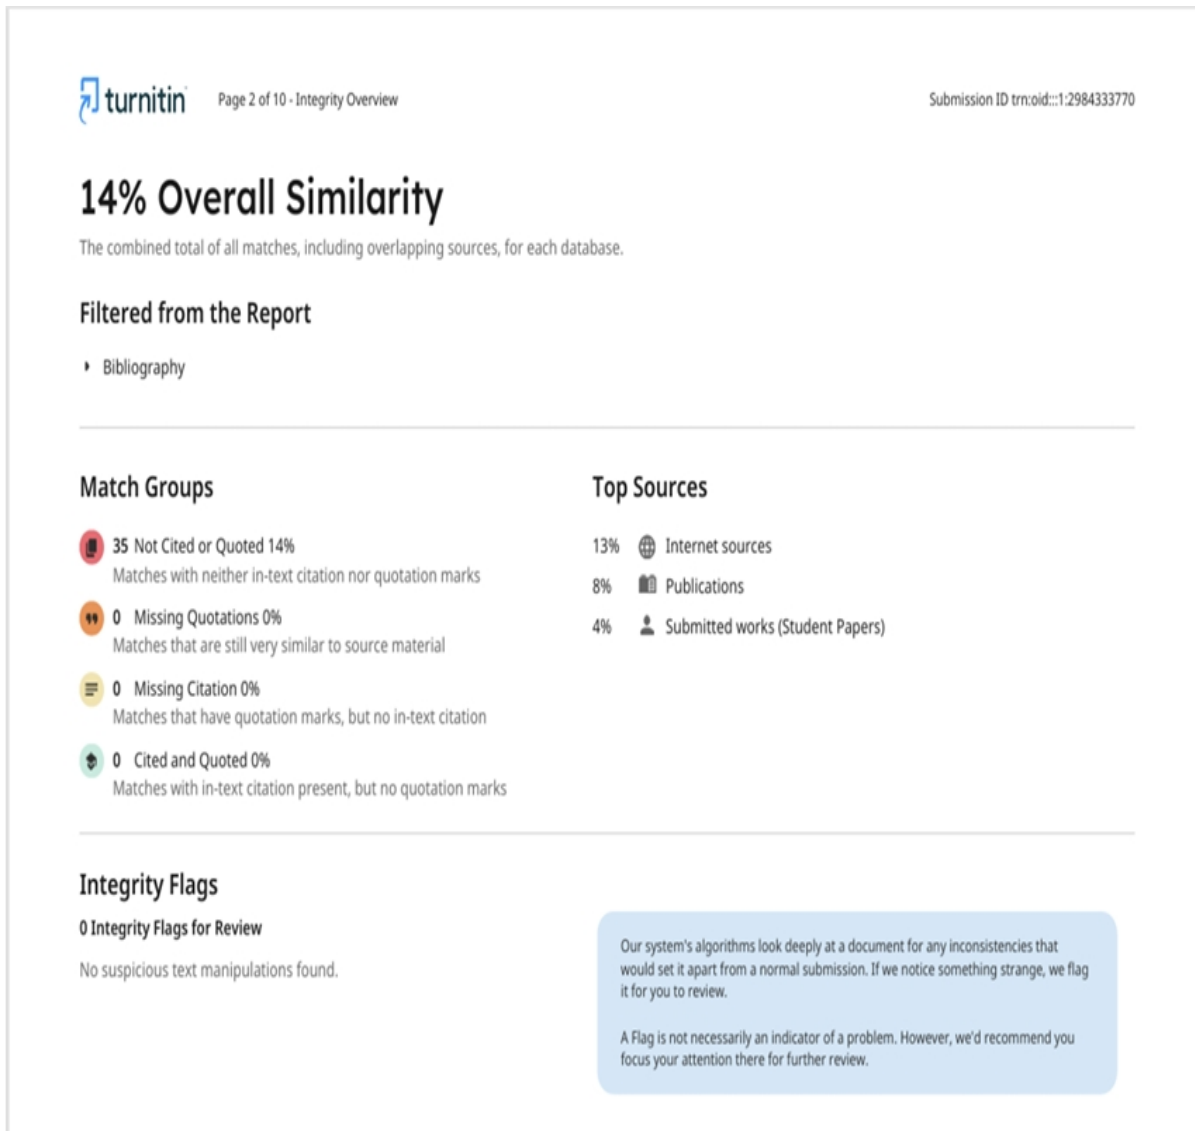 turnitin Page 2 of 10 - Integrity Overview Submission ID trn:oid:::1:2984333770
14% Overall Similarity
The combined total of all matches, including overlapping sources, for each database.
Filtered from the Report
Bibliography
Match Groups
35 Not Cited or Quoted 14%
Matches with neither in-text citation nor quotation marks
0 Missing Quotations 0%
Matches that are still very similar to source material
0 Missing Citation 0%
Matches that have quotation marks, but no in-text citation
0 Cited and Quoted 0%
Matches with in-text citation present, but no quotation marks
Top Sources
13% Internet sources
8% Publications
4% Submitted works (Student Papers)
Integrity Flags
0 Integrity Flags for Review
No suspicious text manipulations found.
Our system's algorithms look deeply at a document for any inconsistencies that
would set it apart from a normal submission. If we notice something strange, we flag
it for you to review.
A Flag is not necessarily an indicator of a problem. However, we'd recommend you
focus your attention there for further review.